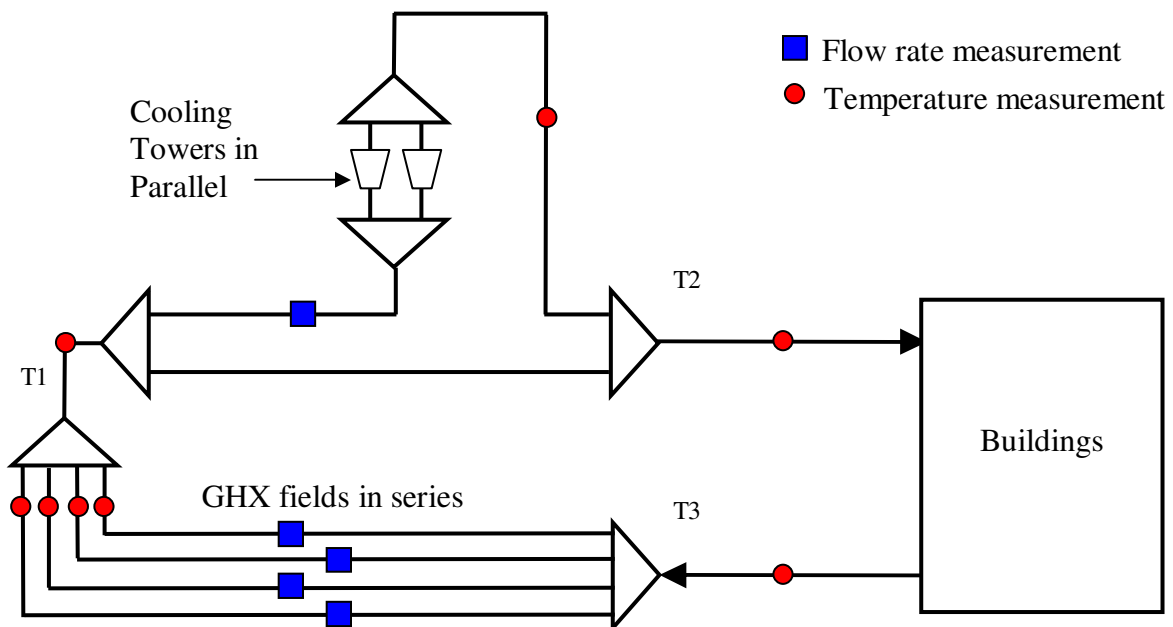 Flow rate measurement
Temperature measurement
Cooling
Towers in
Parallel
T2
T1
Buildings
GHX fields in series
T3